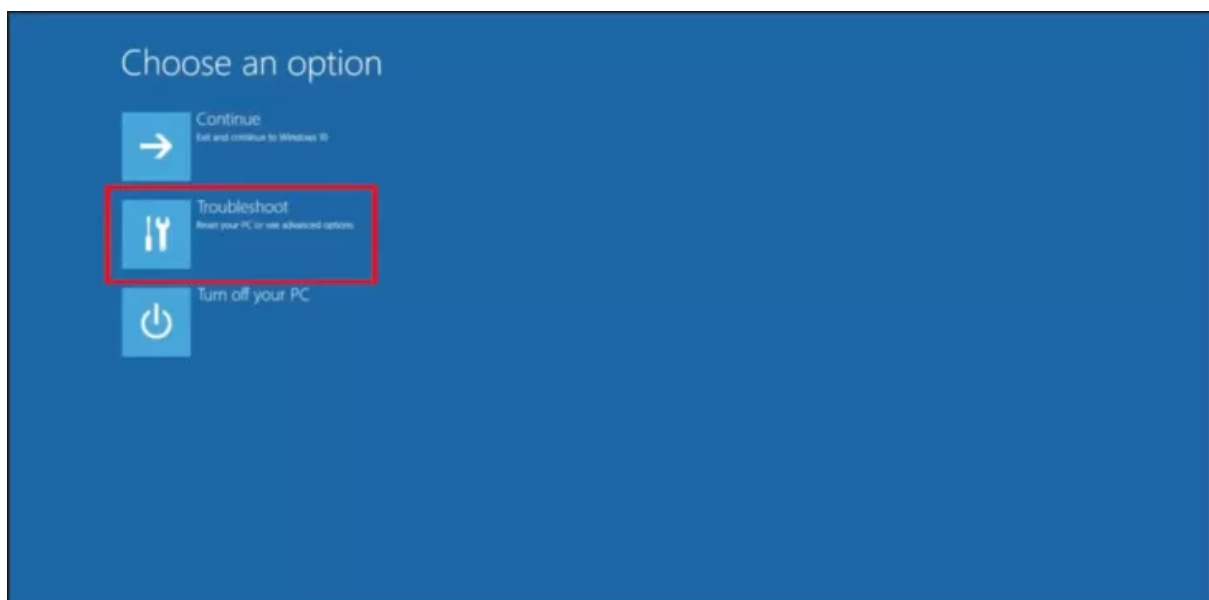 Choose an option
Continue
Exit and continue to Windows 10
Troubleshoot
Reset your PC or see advanced options
Turn off your PC